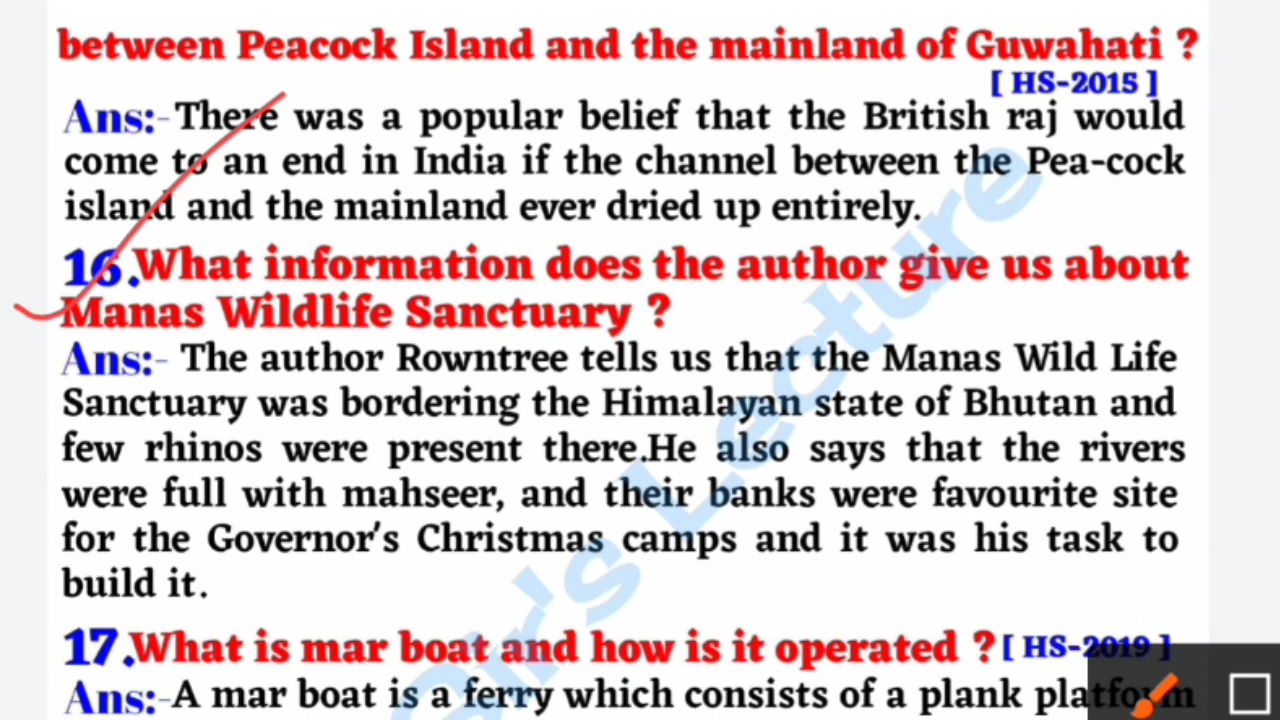 between Peacock Island and the mainland of Guwahati ?
[ HS-2015 ]
Ans:- There was a popular belief that the British raj would
come to an end in India if the channel between the Pea-cock
island and the mainland ever dried up entirely.
16.What information does the author give us about
Manas Wildlife Sanctuary ?
Ans:- The author Rowntree tells us that the Manas Wild Life
Sanctuary was bordering the Himalayan state of Bhutan and
few rhinos were present there.He also says that the rivers
were full with mahseer, and their banks were favourite site
for the Governor's Christmas camps and it was his task to
build it.
17.What is mar boat and how is it operated ? [ HS-2019 ]
Ans:-A mar boat is a ferry which consists of a plank platform
Sir's Lecture